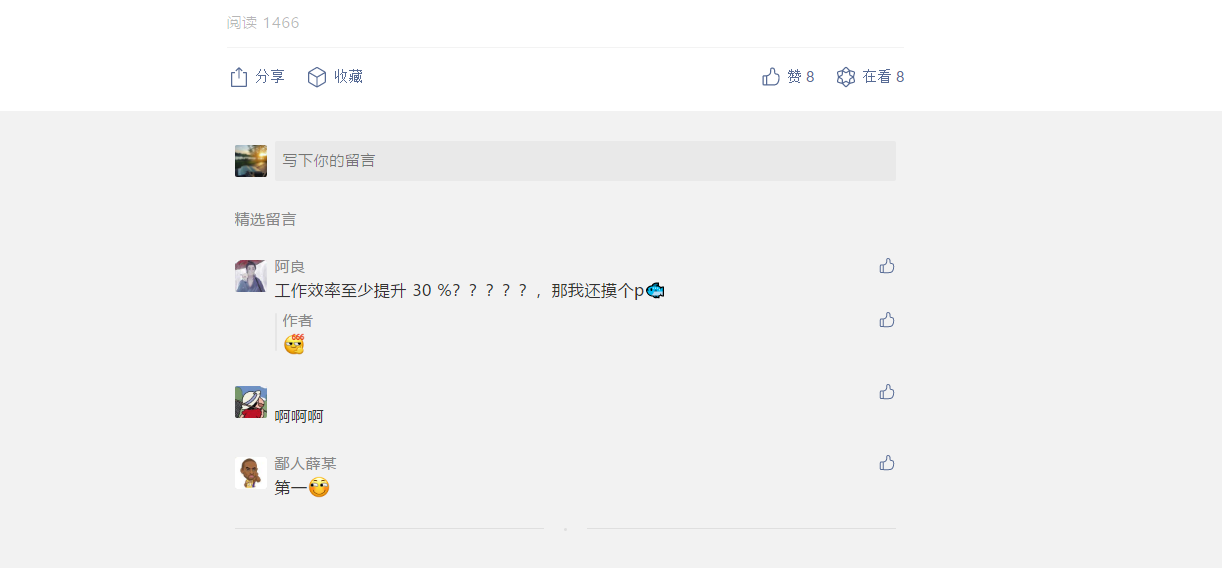 阅读 1466
分享 收藏 赞 8 在看 8
写下你的留言
精选留言
阿良
工作效率至少提升 30 %？？？？？，那我还摸个p
作者
666
啊啊啊
鄙人薛某
第一